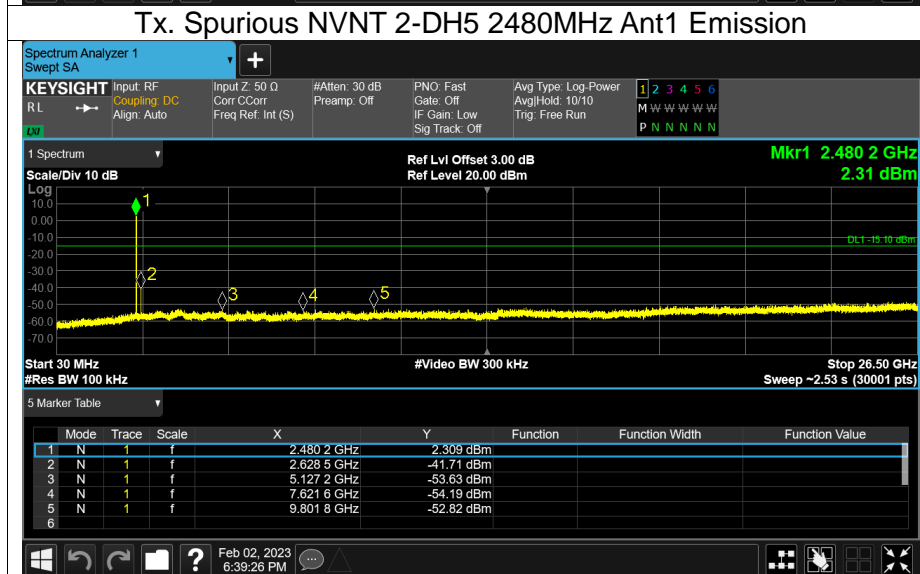 Tx. Spurious NVNT 2-DH5 2480MHz Ant1 Emission
Spectrum Analyzer 1
Swept SA
+
KEYSIGHT Input: RF Input Z: 50 Ω #Atten: 30 dB PNO: Fast Avg Type: Log-Power 1 2 3 4 5 6
RL Coupling: DC Corr CCorr Preamp: Off Gate: Off Avg|Hold: 10/10 M W W W W W
Align: Auto Freq Ref: Int (S) IF Gain: Low Trig: Free Run
LXI Sig Track: Off P N N N N N
1 Spectrum Ref Lvl Offset 3.00 dB Mkr1 2.480 2 GHz
Scale/Div 10 dB Ref Level 20.00 dBm 2.31 dBm
Log
10.0 1
0.00
-10.0 DL1 -15.10 dBm
-20.0
-30.0 2
-40.0
-50.0 3 4 5
-60.0
-70.0
Start 30 MHz #Video BW 300 kHz Stop 26.50 GHz
#Res BW 100 kHz Sweep ~2.53 s (30001 pts)
5 Marker Table
Mode Trace Scale X Y Function Function Width Function Value
1 N 1 f 2.480 2 GHz 2.309 dBm
2 N 1 f 2.628 5 GHz -41.71 dBm
3 N 1 f 5.127 2 GHz -53.63 dBm
4 N 1 f 7.621 6 GHz -54.19 dBm
5 N 1 f 9.801 8 GHz -52.82 dBm
6
? Feb 02, 2023
6:39:26 PM